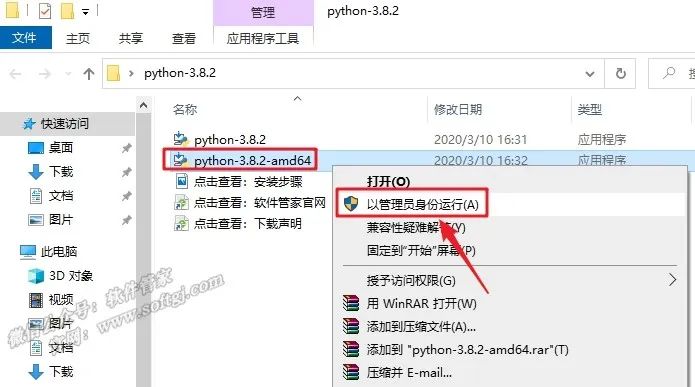 管理
python-3.8.2
文件
主页
共享
查看
应用程序工具
python-3.8.2
名称
修改日期
类型
快速访问
桌面
下载
文档
图片
此电脑
3D 对象
视频
图片
文档
下载
python-3.8.2
2020/3/10 16:31
应用程序
python-3.8.2-amd64
2020/3/10 16:32
应用程序
点击查看：安装步骤
点击查看：软件管家官网
点击查看：下载声明
打开(O)
以管理员身份运行(A)
兼容性疑难解答(Y)
固定到"开始"屏幕(P)
授予访问权限(G)
用 WinRAR 打开(W)
添加到压缩文件(A)...
添加到 "python-3.8.2-amd64.rar"(T)
压缩并 E-mail...
微信公众号：软件管家
官网：www.softgj.com